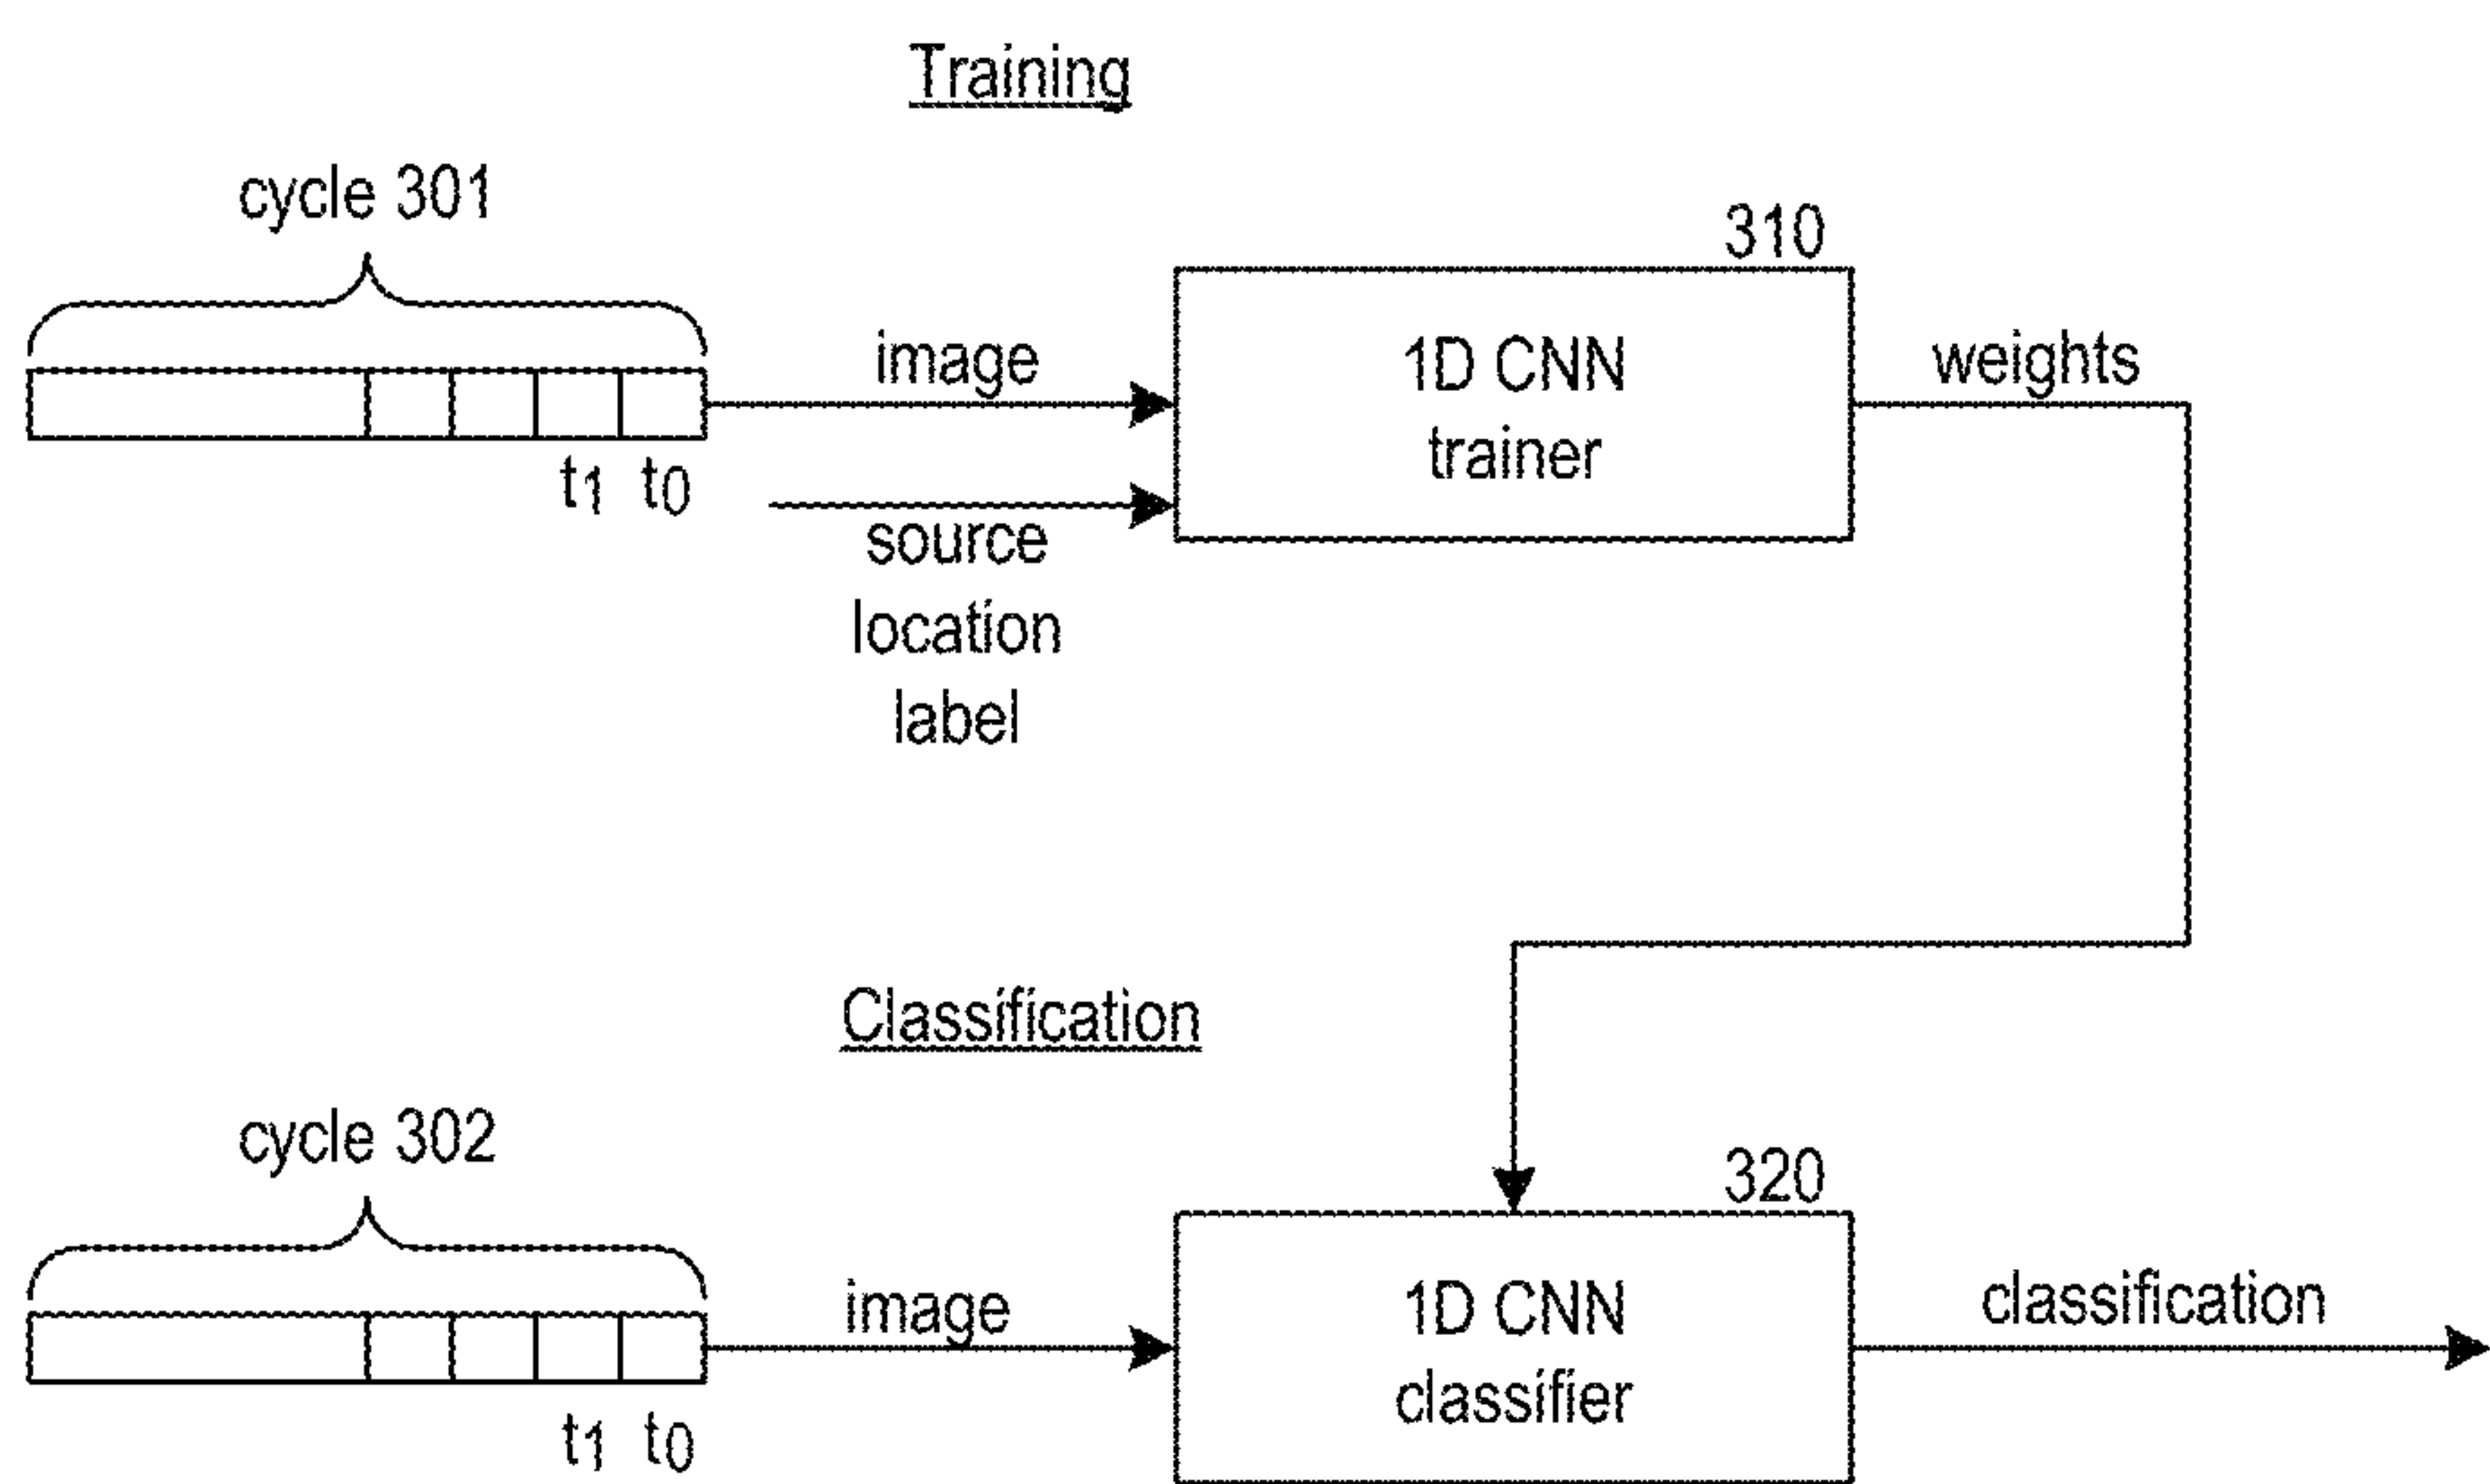 Training
cycle 301
310
image
1D CNN
trainer
weights
t1 t0
source
location
label
Classification
cycle 302
320
image
1D CNN
classifier
classification
t1 t0